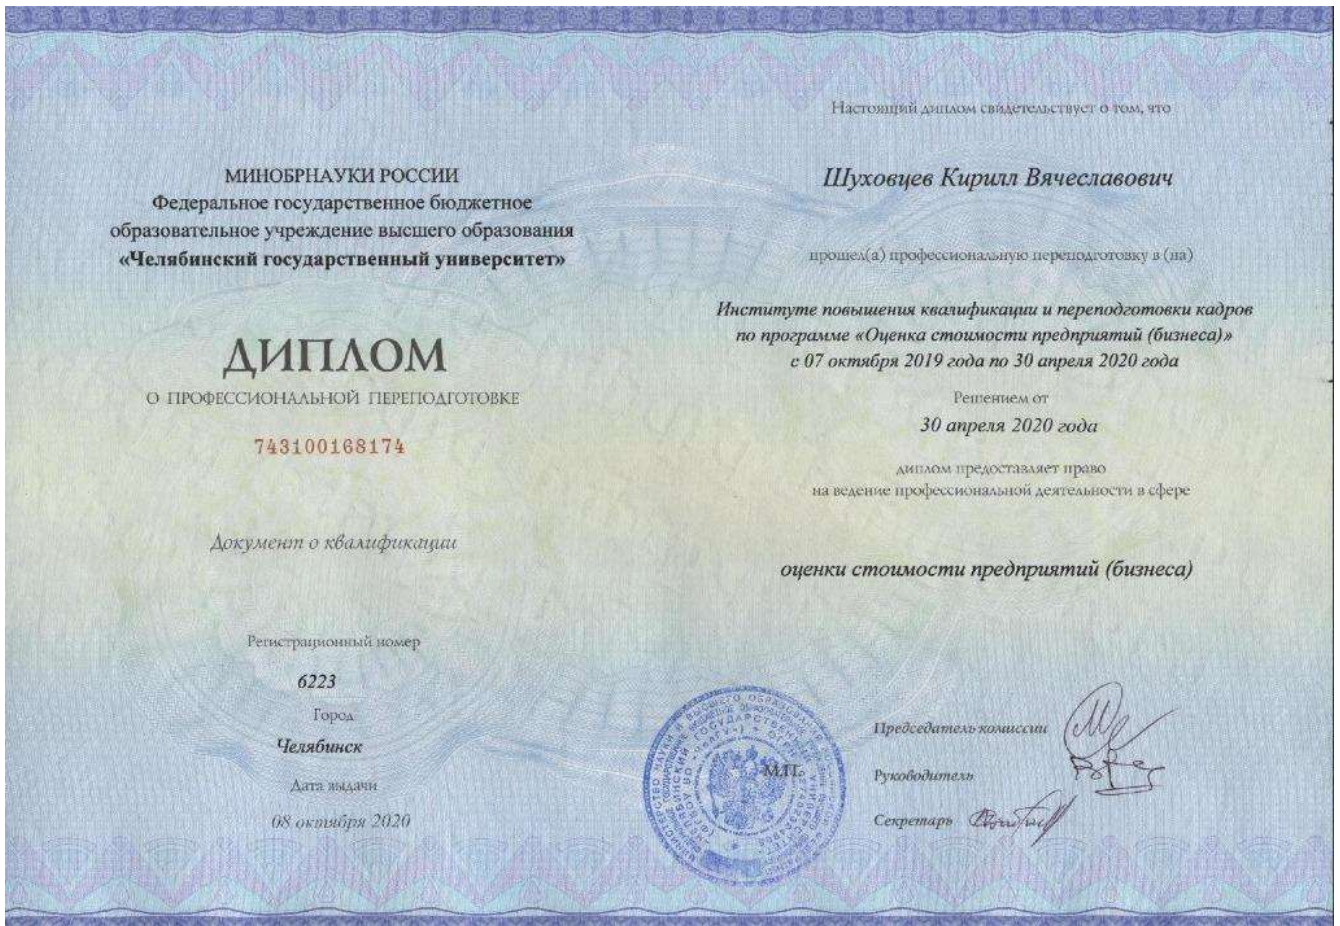 МИНОБРНАУКИ РОССИИ
Федеральное государственное бюджетное
образовательное учреждение высшего образования
«Челябинский государственный университет»
ДИПЛОМ
О ПРОФЕССИОНАЛЬНОЙ ПЕРЕПОДГОТОВКЕ
743100168174
Документ о квалификации
Регистрационный номер
6223
Город
Челябинск
Дата выдачи
08 октября 2020
Настоящий диплом свидетельствует о том, что
Шуховцев Кирилл Вячеславович
прошел(а) профессиональную переподготовку в (на)
Институте повышения квалификации и переподготовки кадров
по программе «Оценка стоимости предприятий (бизнеса)»
с 07 октября 2019 года по 30 апреля 2020 года
Решением от
30 апреля 2020 года
диплом предоставляет право
на ведение профессиональной деятельности в сфере
оценки стоимости предприятий (бизнеса)
М.П.
Председатель комиссии
Руководитель
Секретарь